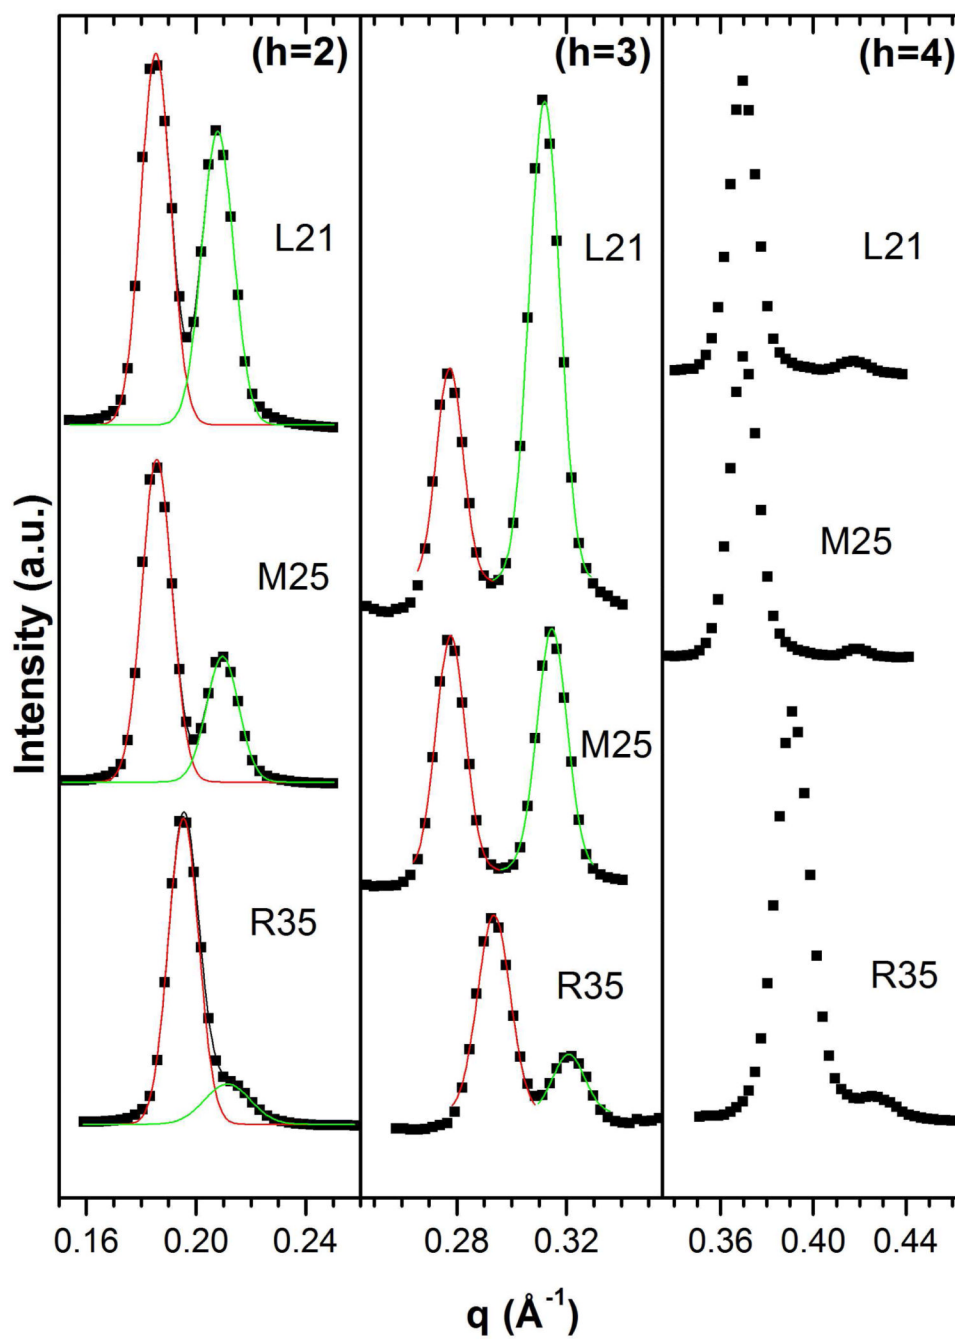 (h=2)
(h=3)
(h=4)
L21
L21
L21
M25
M25
M25
R35
R35
R35
Intensity (a.u.)
0.16 0.20 0.24
0.28 0.32
0.36 0.40 0.44
q (Å⁻¹)